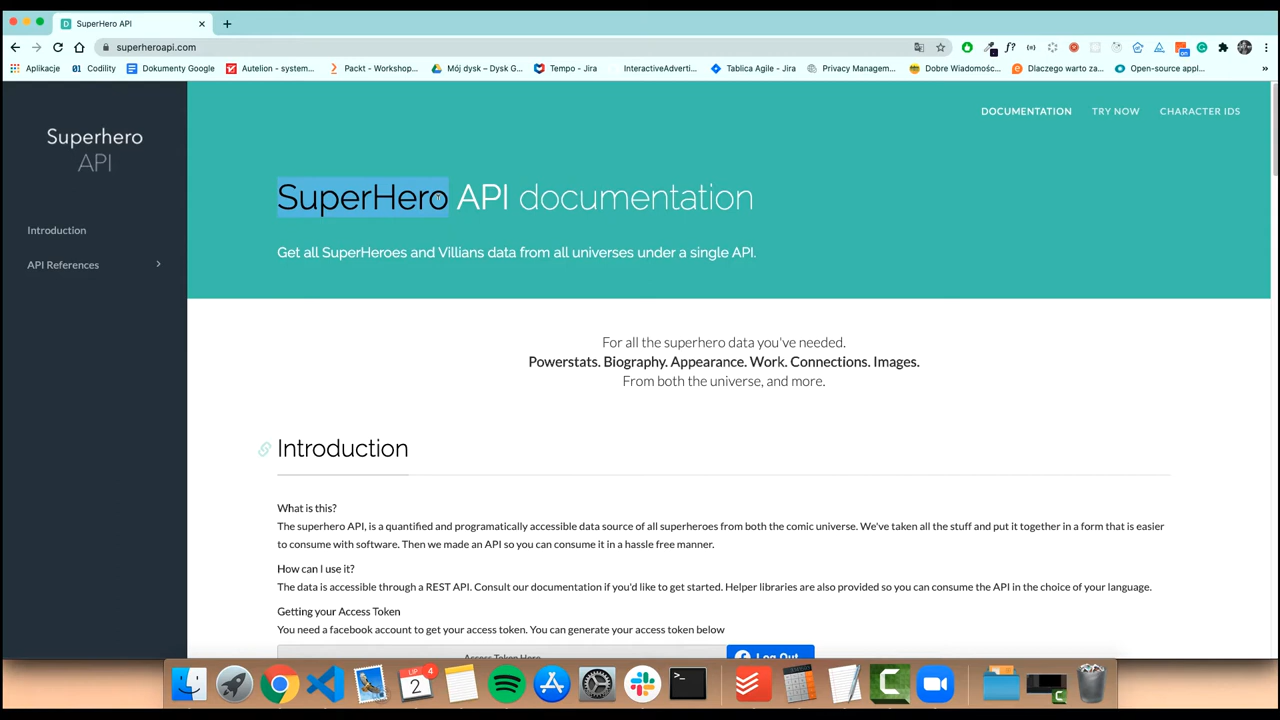 SuperHero API
superheroapi.com
Aplikacje
Codility
Dokumenty Google
Autelion - system...
Packt - Workshop...
Mój dysk – Dysk G...
Tempo - Jira
InteractiveAdverti...
Tablica Agile - Jira
Privacy Managem...
Dobre Wiadomośc...
Dlaczego warto za...
Open-source appl...
»
Superhero
API
Introduction
API References
DOCUMENTATION
TRY NOW
CHARACTER IDS
SuperHero API documentation
Get all SuperHeroes and Villians data from all universes under a single API.
For all the superhero data you've needed.
Powerstats. Biography. Appearance. Work. Connections. Images.
From both the universe, and more.
Introduction
What is this?
The superhero API, is a quantified and programatically accessible data source of all superheroes from both the comic universe. We've taken all the stuff and put it together in a form that is easier
to consume with software. Then we made an API so you can consume it in a hassle free manner.
How can I use it?
The data is accessible through a REST API. Consult our documentation if you'd like to get started. Helper libraries are also provided so you can consume the API in the choice of your language.
Getting your Access Token
You need a facebook account to get your access token. You can generate your access token below
Access Token Here
Log Out
LIP
2
4